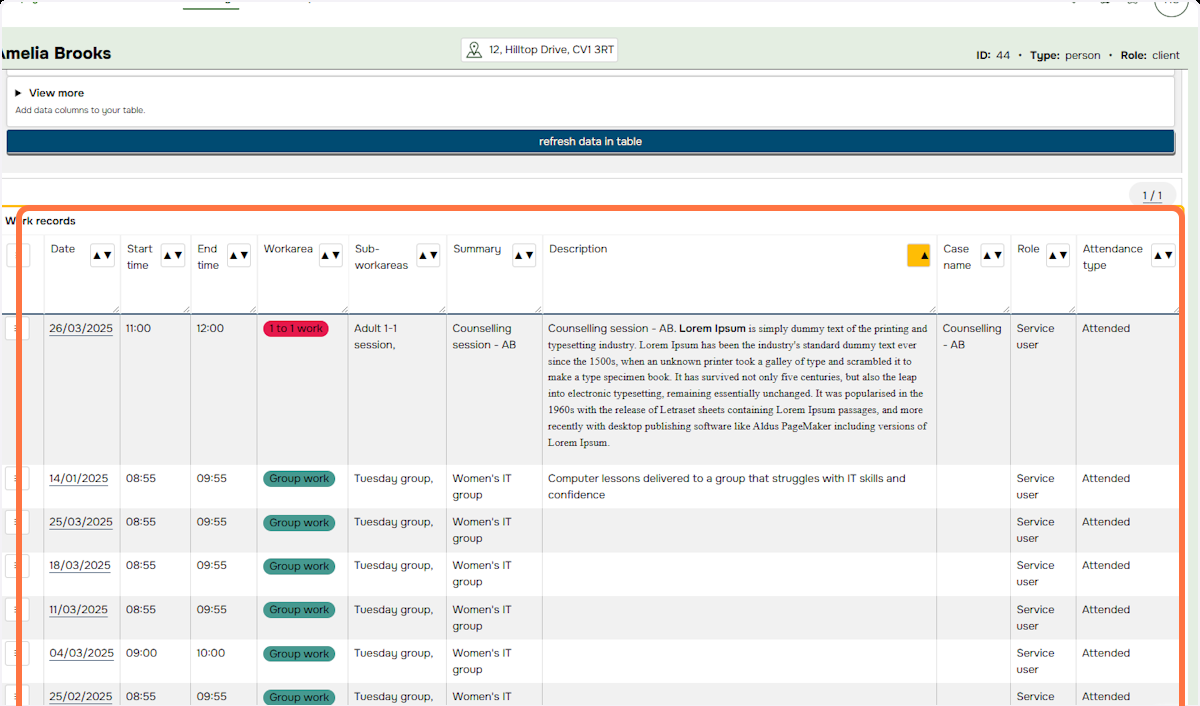 Amelia Brooks
12, Hilltop Drive, CV1 3RT
ID: 44 • Type: person • Role: client
▶ View more
Add data columns to your table.
refresh data in table
1 / 1
Work records
Date ▲▼ Start time ▲▼ End time ▲▼ Workarea ▲▼ Sub-workareas ▲▼ Summary ▲▼ Description ▲ Case name ▲▼ Role ▲▼ Attendance type ▲▼
26/03/2025 11:00 12:00 1 to 1 work Adult 1-1 session, Counselling session - AB
Counselling session - AB. Lorem Ipsum is simply dummy text of the printing and
typesetting industry. Lorem Ipsum has been the industry's standard dummy text ever
since the 1500s, when an unknown printer took a galley of type and scrambled it to
make a type specimen book. It has survived not only five centuries, but also the leap
into electronic typesetting, remaining essentially unchanged. It was popularised in the
1960s with the release of Letraset sheets containing Lorem Ipsum passages, and more
recently with desktop publishing software like Aldus PageMaker including versions of
Lorem Ipsum.
Counselling - AB Service user Attended
14/01/2025 08:55 09:55 Group work Tuesday group, Women's IT group
Computer lessons delivered to a group that struggles with IT skills and
confidence
Service user Attended
25/03/2025 08:55 09:55 Group work Tuesday group, Women's IT group Service user Attended
18/03/2025 08:55 09:55 Group work Tuesday group, Women's IT group Service user Attended
11/03/2025 08:55 09:55 Group work Tuesday group, Women's IT group Service user Attended
04/03/2025 09:00 10:00 Group work Tuesday group, Women's IT group Service user Attended
25/02/2025 08:55 09:55 Group work Tuesday group, Women's IT Service Attended